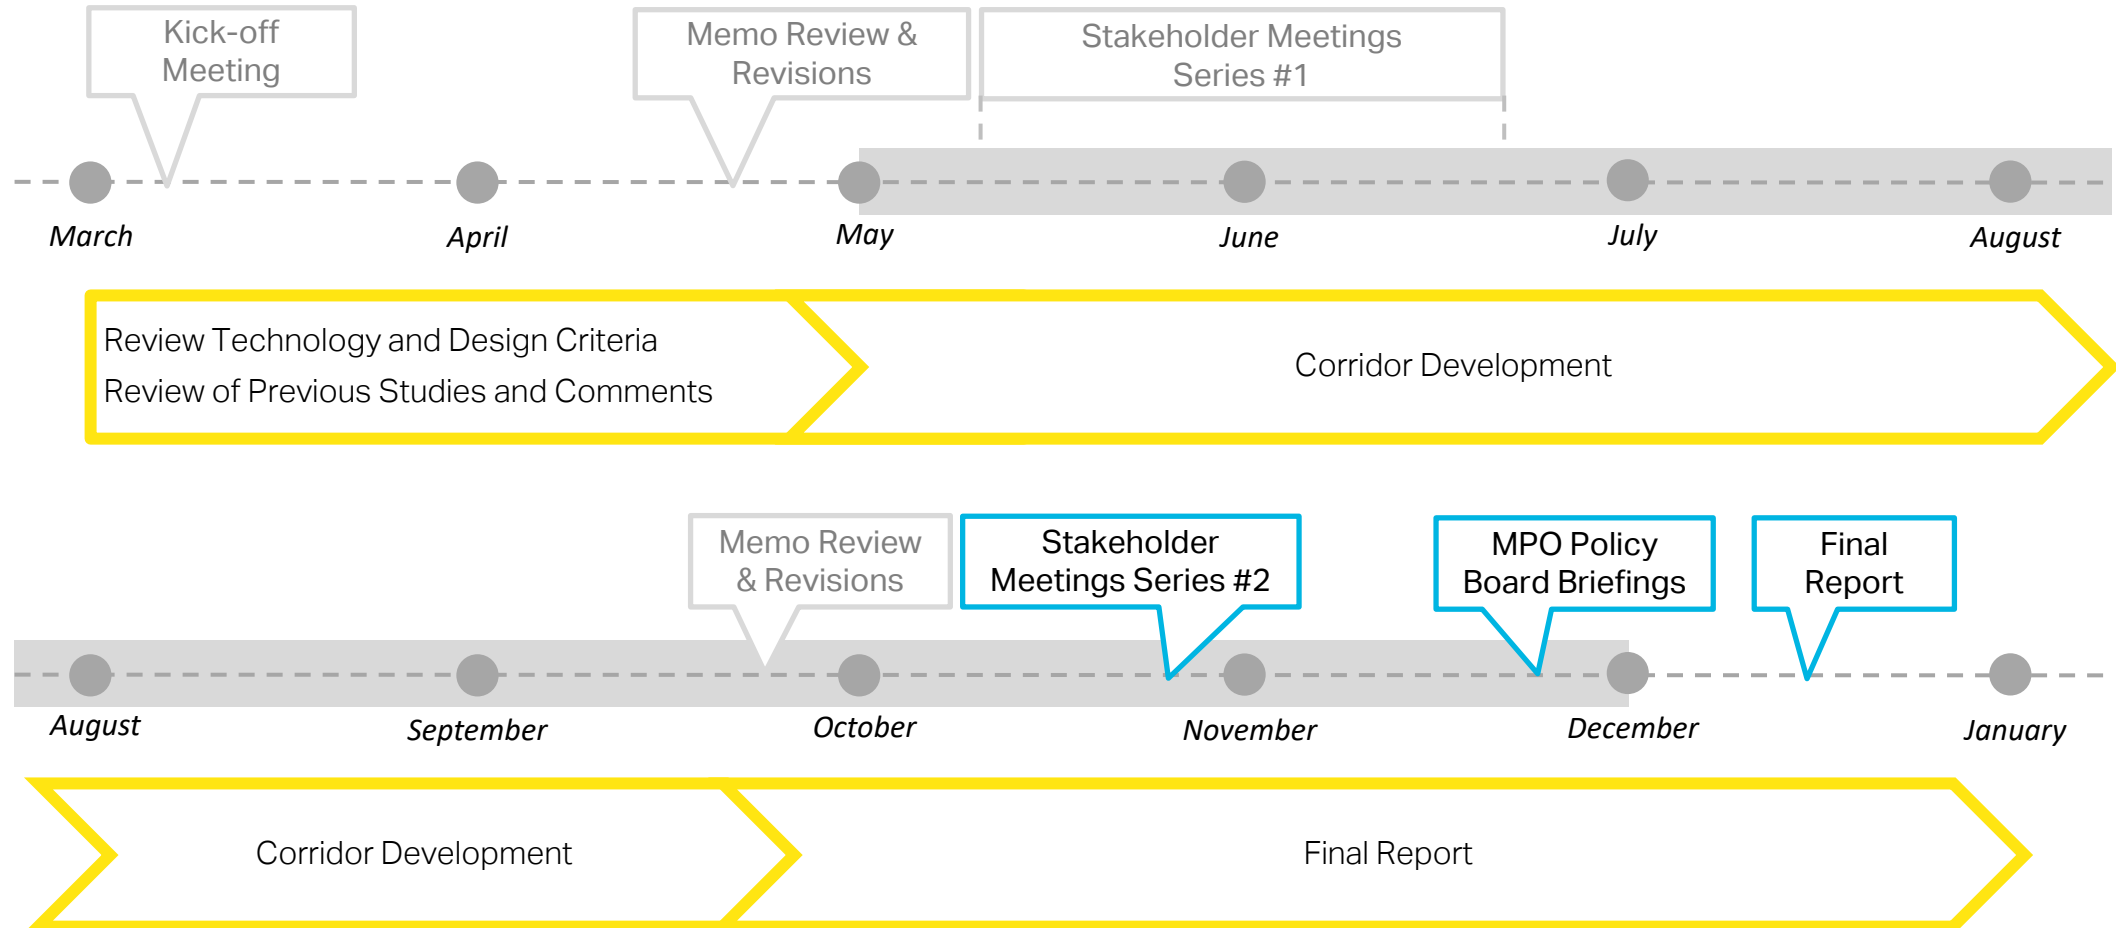 Kick-off
Meeting
Memo Review &
Revisions
Stakeholder Meetings
Series #1
March
April
May
June
July
August
Review Technology and Design Criteria
Review of Previous Studies and Comments
Corridor Development
Memo Review
& Revisions
Stakeholder
Meetings Series #2
MPO Policy
Board Briefings
Final
Report
August
September
October
November
December
January
Corridor Development
Final Report